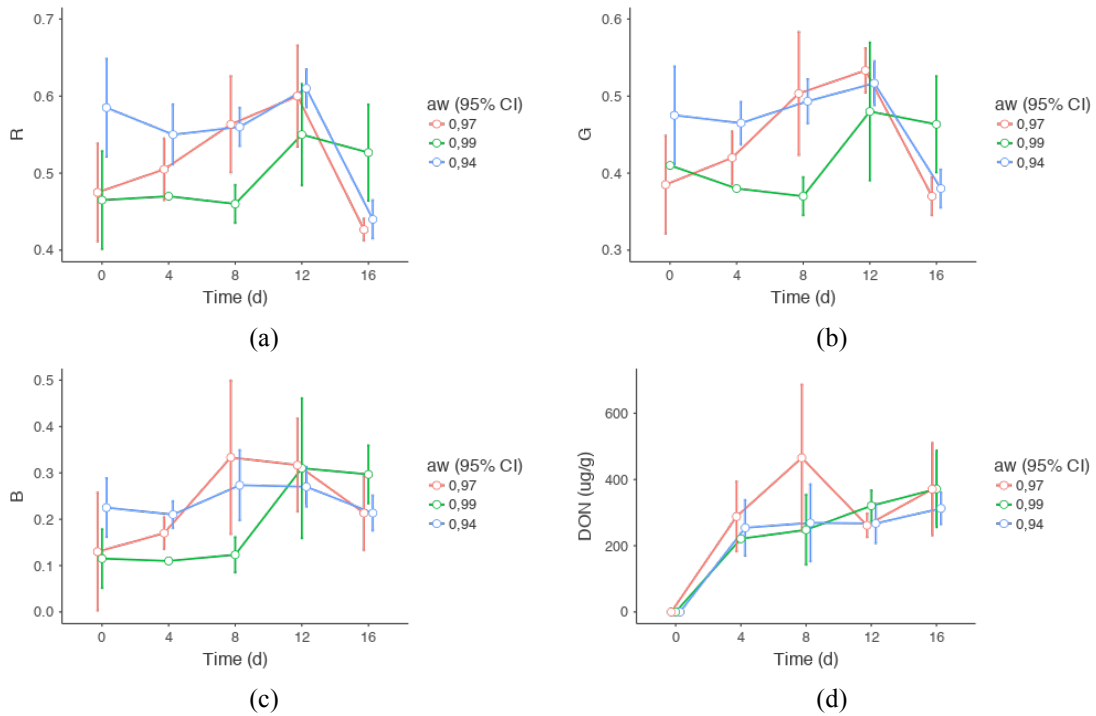 R
0.7
0.6
0.5
0.4
0 4 8 12 16
Time (d)
aw (95% CI)
0,97
0,99
0,94
(a)
G
0.6
0.5
0.4
0.3
0 4 8 12 16
Time (d)
aw (95% CI)
0,97
0,99
0,94
(b)
B
0.5
0.4
0.3
0.2
0.1
0.0
0 4 8 12 16
Time (d)
aw (95% CI)
0,97
0,99
0,94
(c)
DON (ug/g)
600
400
200
0
0 4 8 12 16
Time (d)
aw (95% CI)
0,97
0,99
0,94
(d)